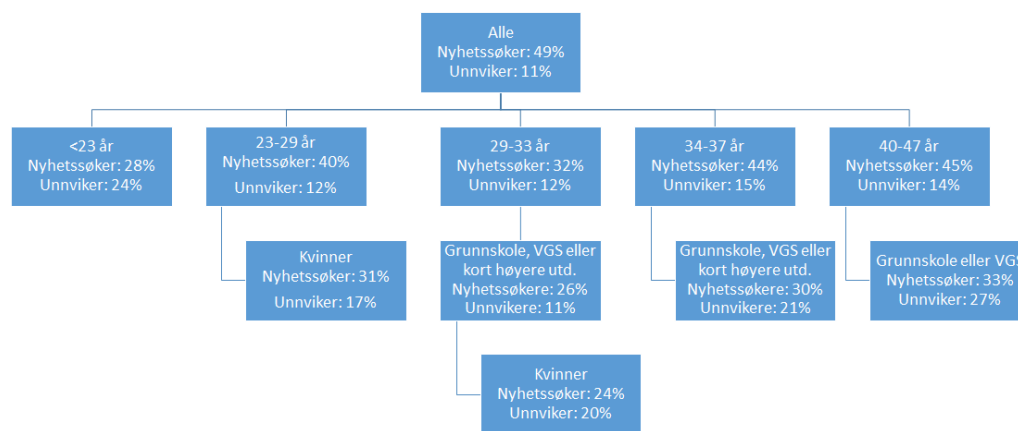 Alle
Nyhetssøker: 49%
Unnviker: 11%
<23 år
Nyhetssøker: 28%
Unnviker: 24%
23-29 år
Nyhetssøker: 40%
Unnviker: 12%
29-33 år
Nyhetssøker: 32%
Unnviker: 12%
34-37 år
Nyhetssøker: 44%
Unnviker: 15%
40-47 år
Nyhetssøker: 45%
Unnviker: 14%
Kvinner
Nyhetssøker: 31%
Unnviker: 17%
Grunnskole, VGS eller
kort høyere utd.
Nyhetssøkere: 26%
Unnvikere: 11%
Grunnskole, VGS eller
kort høyere utd.
Nyhetssøkere: 30%
Unnvikere: 21%
Grunnskole eller VGS
Nyhetssøker: 33%
Unnviker: 27%
Kvinner
Nyhetssøker: 24%
Unnviker: 20%